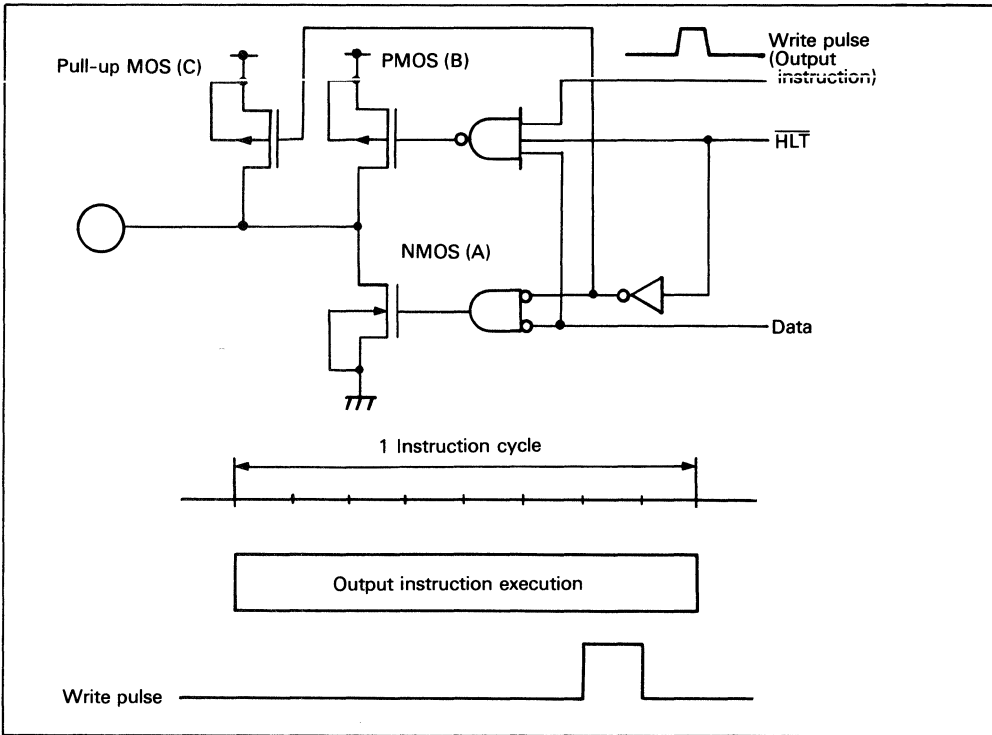 Pull-up MOS (C)
PMOS (B)
Write pulse
(Output
instruction)
HLT
NMOS (A)
Data
1 Instruction cycle
Output instruction execution
Write pulse